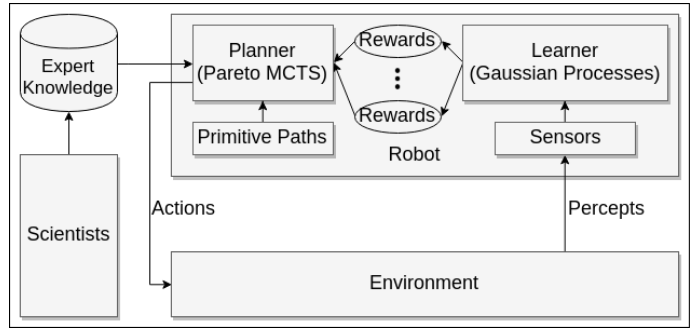 Expert
Knowledge
Planner
(Pareto MCTS)
Rewards
Learner
(Gaussian Processes)
Rewards
Primitive Paths
Sensors
Robot
Scientists
Actions
Percepts
Environment